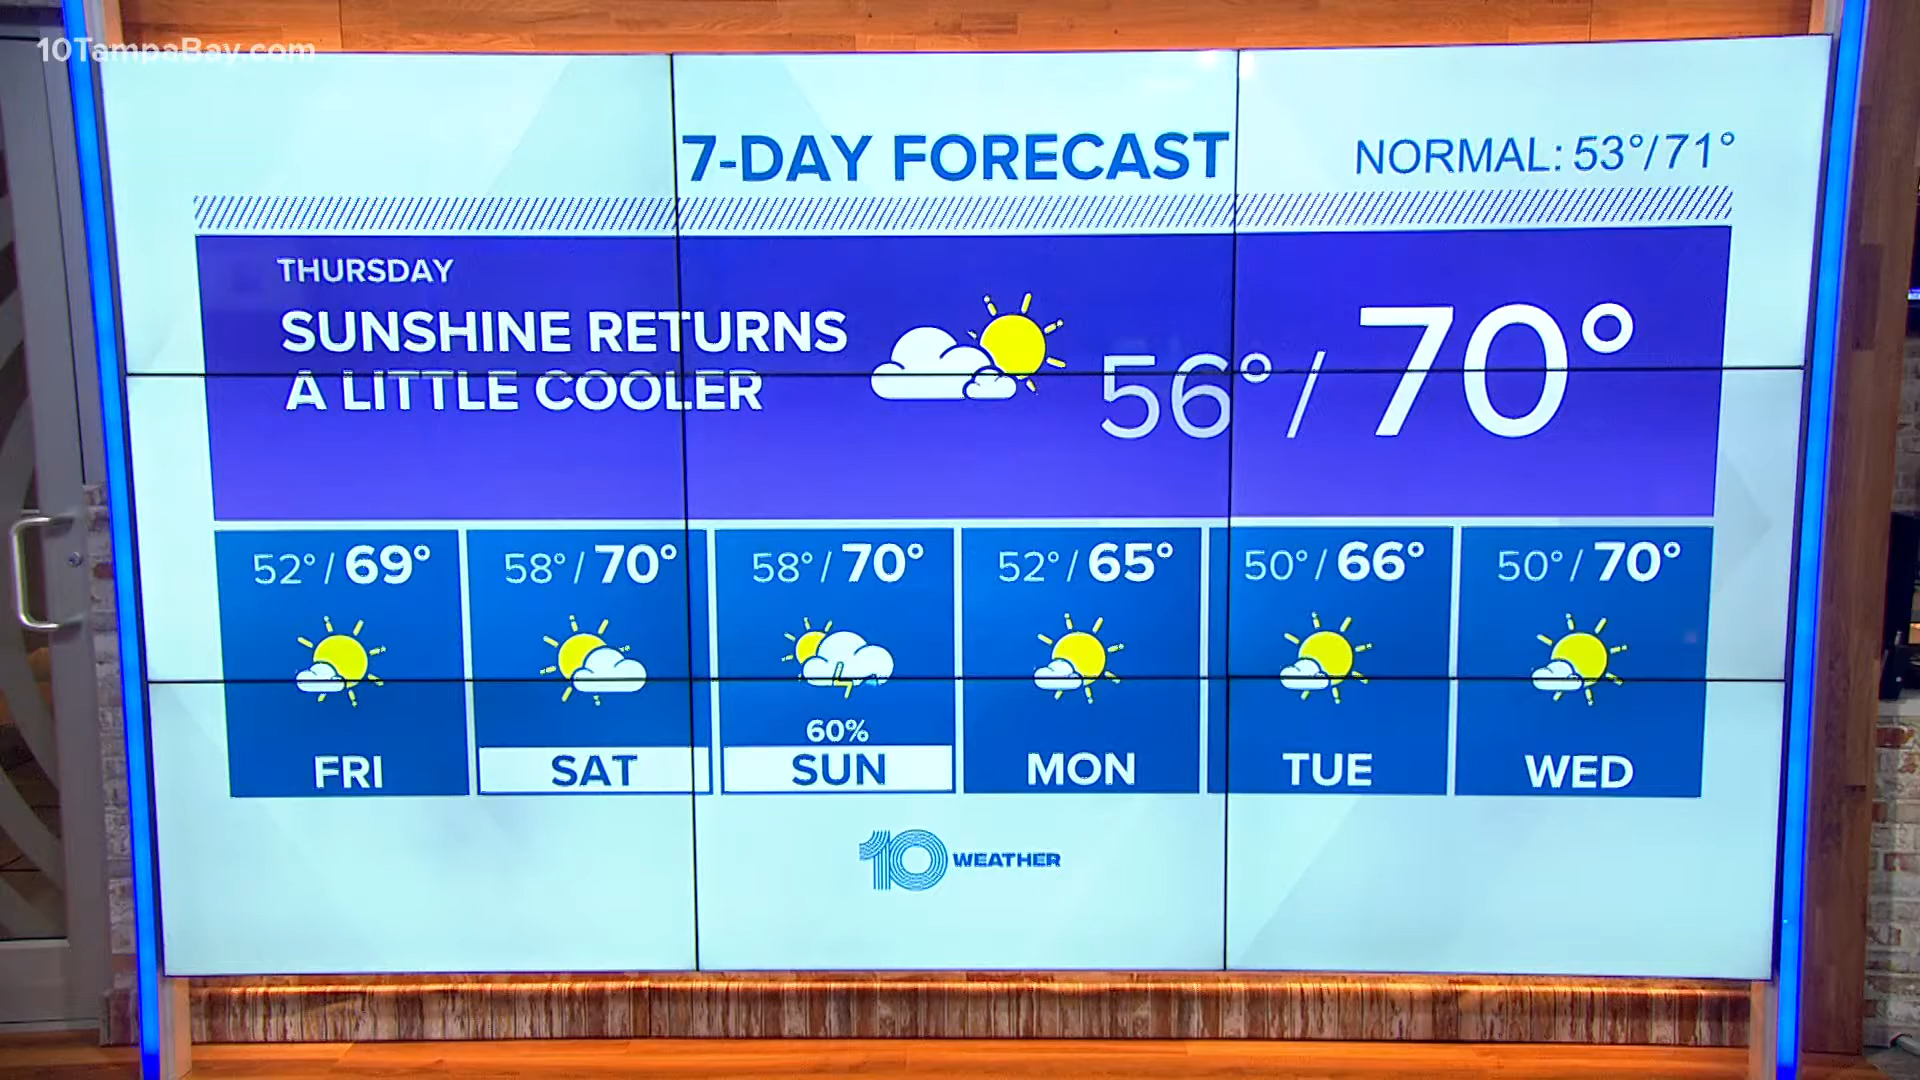 10TampaBay.com
7-DAY FORECAST
NORMAL: 53°/71°
THURSDAY
SUNSHINE RETURNS
A LITTLE COOLER
56°/70°
52°/69°
58°/70°
58°/70°
52°/65°
50°/66°
50°/70°
60%
FRI
SAT
SUN
MON
TUE
WED
10 WEATHER